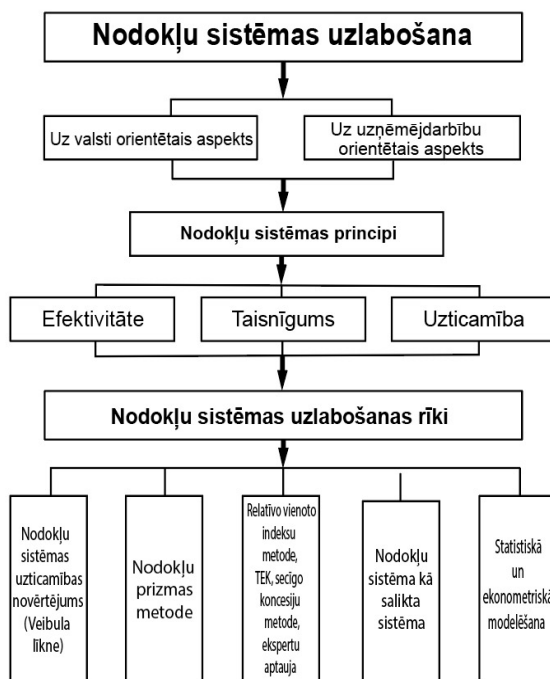 Nodokļu sistēmas uzlabošana
Uz valsti orientētais aspekts
Uz uzņēmējdarbību
orientētais aspekts
Nodokļu sistēmas principi
Efektivitāte
Taisnīgums
Uzticamība
Nodokļu sistēmas uzlabošanas rīki
Nodokļu
sistēmas
uzticamības
novērtējums
(Veibula
līkne)
Nodokļu
prizmas
metode
Relatīvo vienoto
indeksu
metode,
TEK, secīgo
koncesiju
metode,
ekspertu
aptauja
Nodokļu
sistēma kā
salikta
sistēma
Statistiskā
un
ekonometriskā
modelēšana